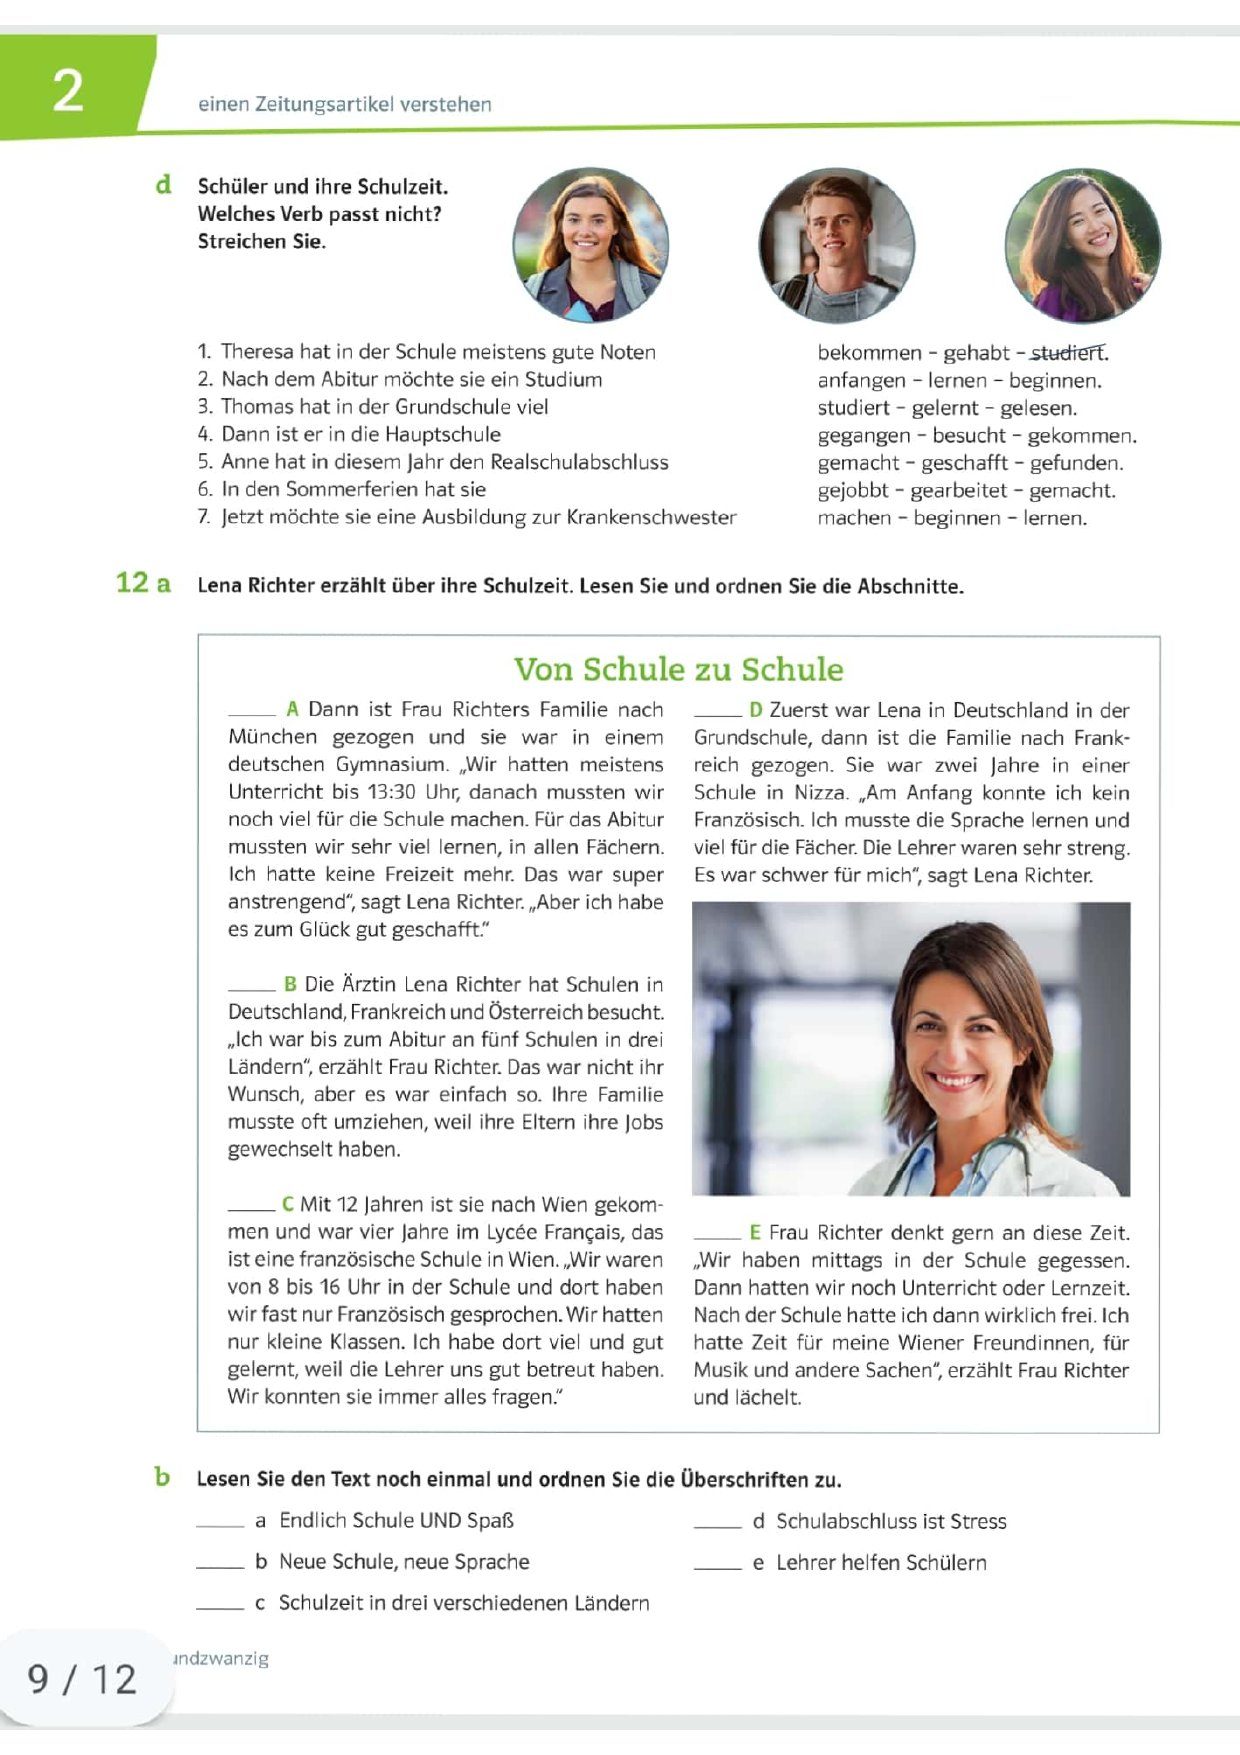 2
einen Zeitungsartikel verstehen
d Schüler und ihre Schulzeit.
Welches Verb passt nicht?
Streichen Sie.
1. Theresa hat in der Schule meistens gute Noten bekommen – gehabt – studiert.
2. Nach dem Abitur möchte sie ein Studium anfangen – lernen – beginnen.
3. Thomas hat in der Grundschule viel studiert – gelernt – gelesen.
4. Dann ist er in die Hauptschule gegangen – besucht – gekommen.
5. Anne hat in diesem Jahr den Realschulabschluss gemacht – geschafft – gefunden.
6. In den Sommerferien hat sie gejobbt – gearbeitet – gemacht.
7. Jetzt möchte sie eine Ausbildung zur Krankenschwester machen – beginnen – lernen.
12 a Lena Richter erzählt über ihre Schulzeit. Lesen Sie und ordnen Sie die Abschnitte.
Von Schule zu Schule
____ A Dann ist Frau Richters Familie nach
München gezogen und sie war in einem
deutschen Gymnasium. „Wir hatten meistens
Unterricht bis 13:30 Uhr, danach mussten wir
noch viel für die Schule machen. Für das Abitur
mussten wir sehr viel lernen, in allen Fächern.
Ich hatte keine Freizeit mehr. Das war super
anstrengend“, sagt Lena Richter. „Aber ich habe
es zum Glück gut geschafft.“
____ B Die Ärztin Lena Richter hat Schulen in
Deutschland, Frankreich und Österreich besucht.
„Ich war bis zum Abitur an fünf Schulen in drei
Ländern“, erzählt Frau Richter. Das war nicht ihr
Wunsch, aber es war einfach so. Ihre Familie
musste oft umziehen, weil ihre Eltern ihre Jobs
gewechselt haben.
____ C Mit 12 Jahren ist sie nach Wien gekom-
men und war vier Jahre im Lycée Français, das
ist eine französische Schule in Wien. „Wir waren
von 8 bis 16 Uhr in der Schule und dort haben
wir fast nur Französisch gesprochen. Wir hatten
nur kleine Klassen. Ich habe dort viel und gut
gelernt, weil die Lehrer uns gut betreut haben.
Wir konnten sie immer alles fragen.“
____ D Zuerst war Lena in Deutschland in der
Grundschule, dann ist die Familie nach Frank-
reich gezogen. Sie war zwei Jahre in einer
Schule in Nizza. „Am Anfang konnte ich kein
Französisch. Ich musste die Sprache lernen und
viel für die Fächer. Die Lehrer waren sehr streng.
Es war schwer für mich“, sagt Lena Richter.
____ E Frau Richter denkt gern an diese Zeit.
„Wir haben mittags in der Schule gegessen.
Dann hatten wir noch Unterricht oder Lernzeit.
Nach der Schule hatte ich dann wirklich frei. Ich
hatte Zeit für meine Wiener Freundinnen, für
Musik und andere Sachen“, erzählt Frau Richter
und lächelt.
b Lesen Sie den Text noch einmal und ordnen Sie die Überschriften zu.
____ a Endlich Schule UND Spaß
____ b Neue Schule, neue Sprache
____ c Schulzeit in drei verschiedenen Ländern
____ d Schulabschluss ist Stress
____ e Lehrer helfen Schülern
undzwanzig
9 / 12